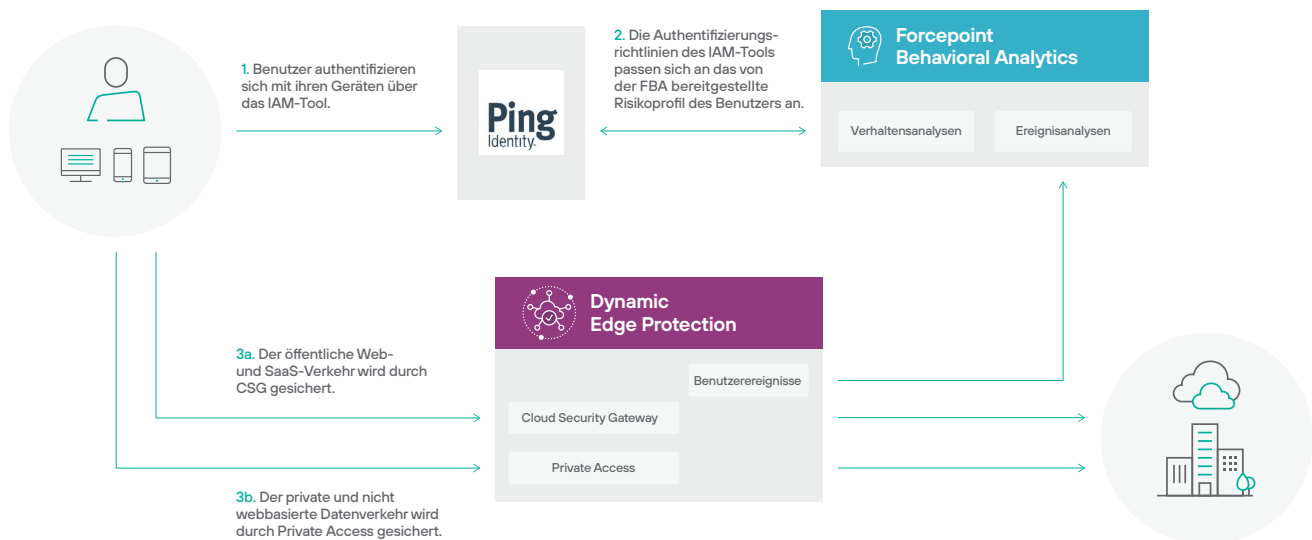 1. Benutzer authentifizieren
sich mit ihren Geräten über
das IAM-Tool.
Ping
Identity.
2. Die Authentifizierungs-
richtlinien des IAM-Tools
passen sich an das von
der FBA bereitgestellte
Risikoprofil des Benutzers an.
Forcepoint
Behavioral Analytics
Verhaltensanalysen
Ereignisanalysen
Dynamic
Edge Protection
3a. Der öffentliche Web-
und SaaS-Verkehr wird durch
CSG gesichert.
Benutzerereignisse
Cloud Security Gateway
Private Access
3b. Der private und nicht
webbasierte Datenverkehr wird
durch Private Access gesichert.